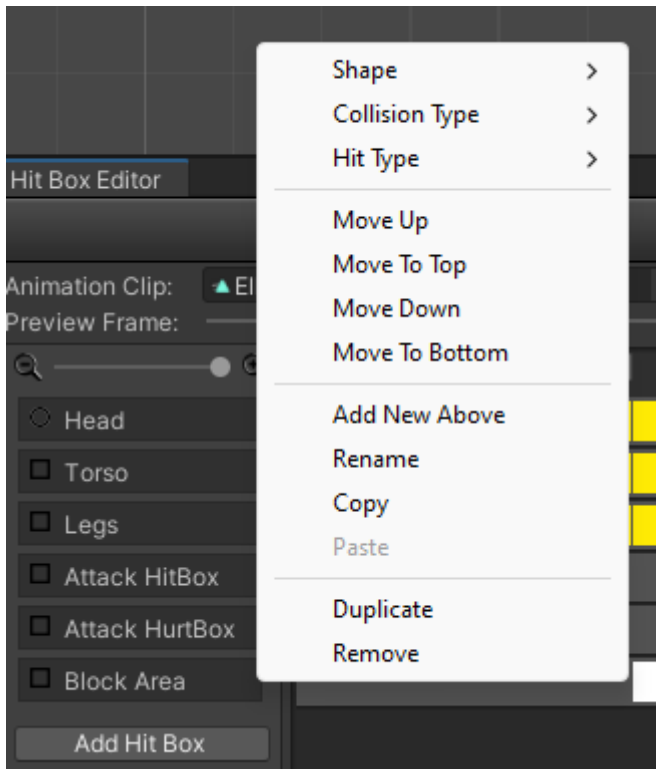 Shape
Collision Type
Hit Type
Move Up
Move To Top
Move Down
Move To Bottom
Add New Above
Rename
Copy
Paste
Duplicate
Remove
Hit Box Editor
Animation Clip: El
Preview Frame:
Head
Torso
Legs
Attack HitBox
Attack HurtBox
Block Area
Add Hit Box